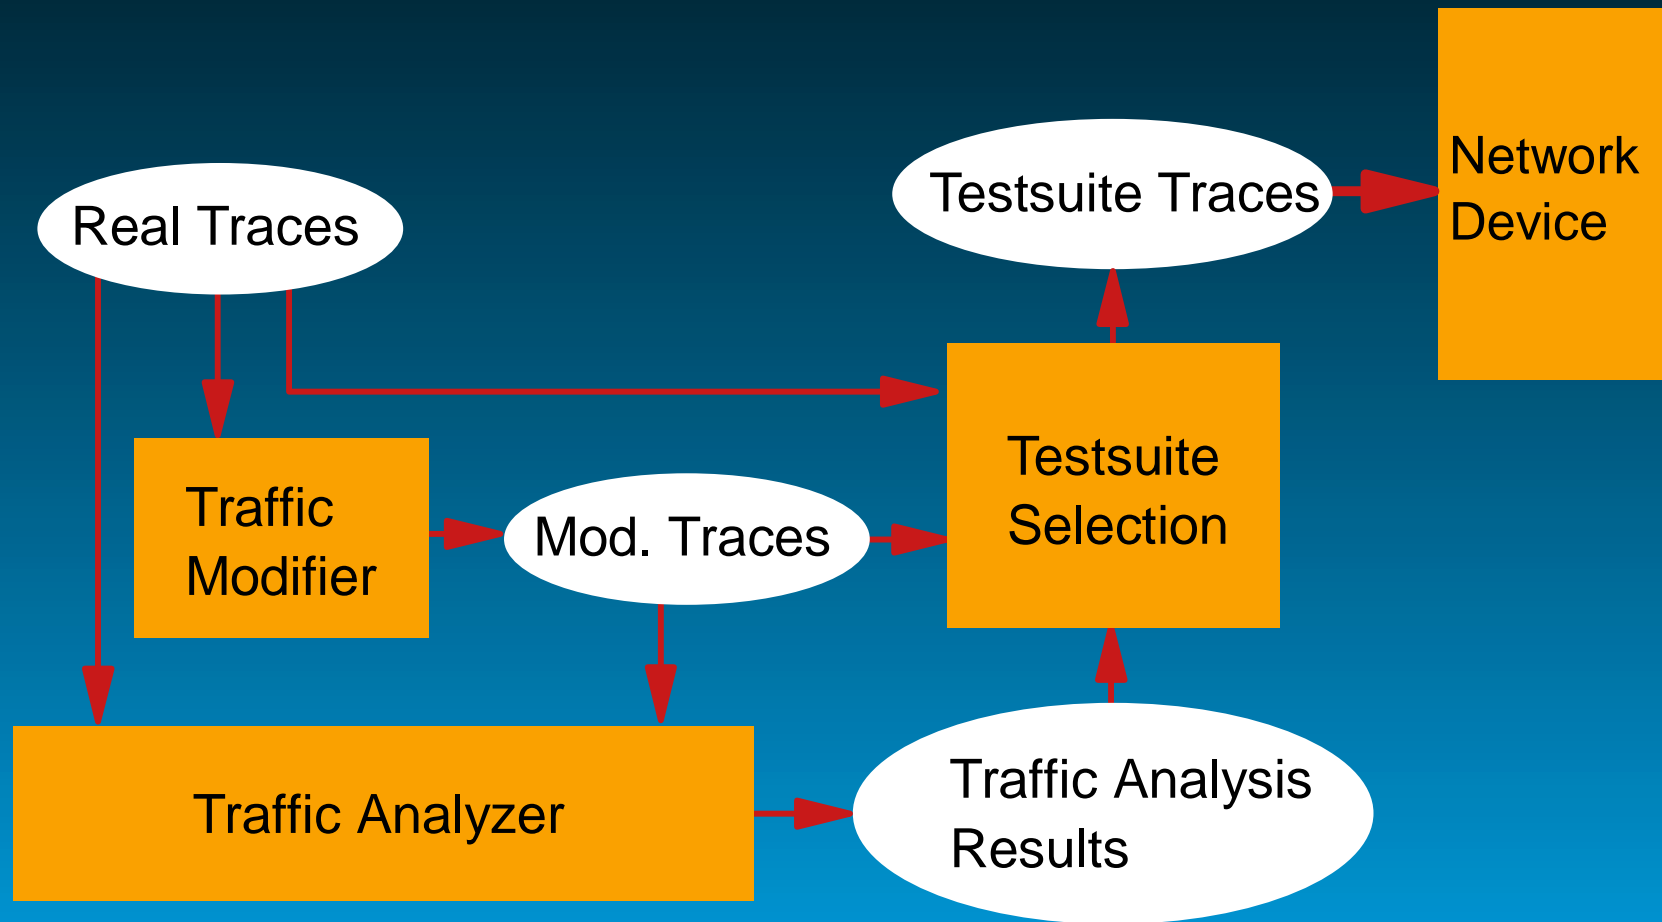 Network
Device
Testsuite Traces
Real Traces
Testsuite
Selection
Traffic
Modifier
Mod. Traces
Traffic Analysis
Results
Traffic Analyzer